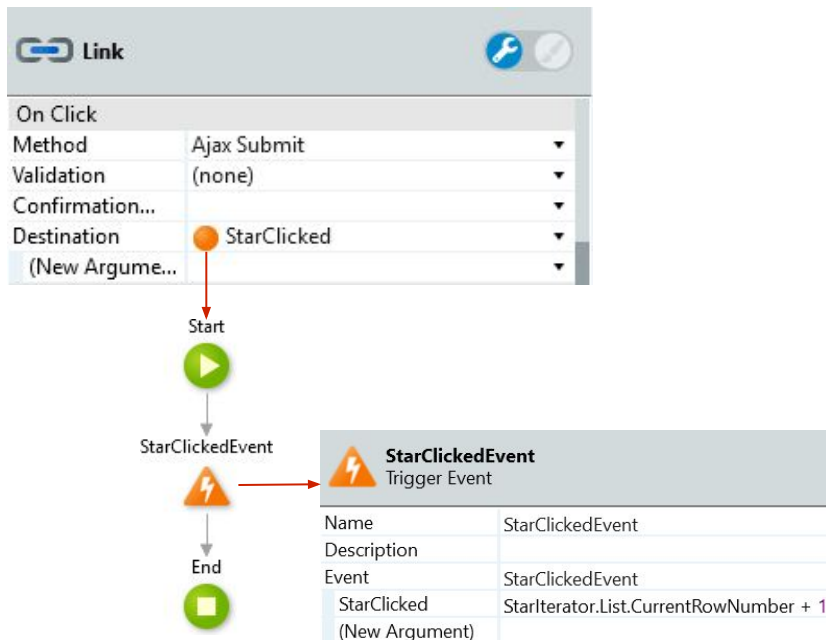 Link
On Click
Method Ajax Submit
Validation (none)
Confirmation...
Destination StarClicked
(New Argume...
Start
StarClickedEvent
End
StarClickedEvent
Trigger Event
Name StarClickedEvent
Description
Event StarClickedEvent
StarClicked StarIterator.List.CurrentRowNumber + 1
(New Argument)